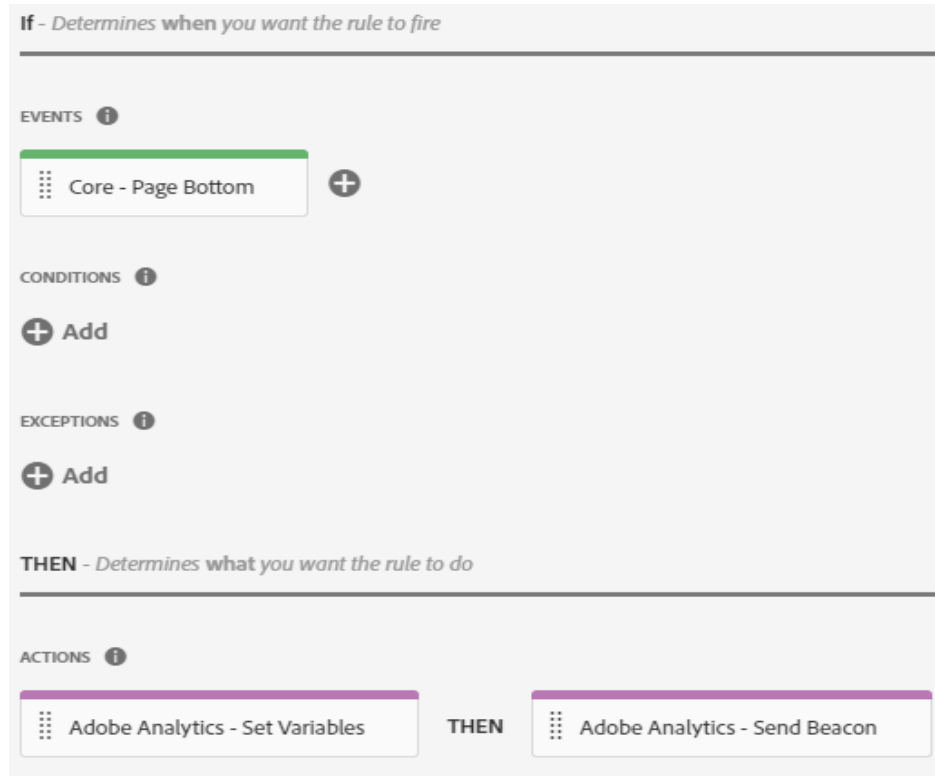 If - Determines when you want the rule to fire
EVENTS
Core - Page Bottom
CONDITIONS
Add
EXCEPTIONS
Add
THEN - Determines what you want the rule to do
ACTIONS
Adobe Analytics - Set Variables THEN Adobe Analytics - Send Beacon